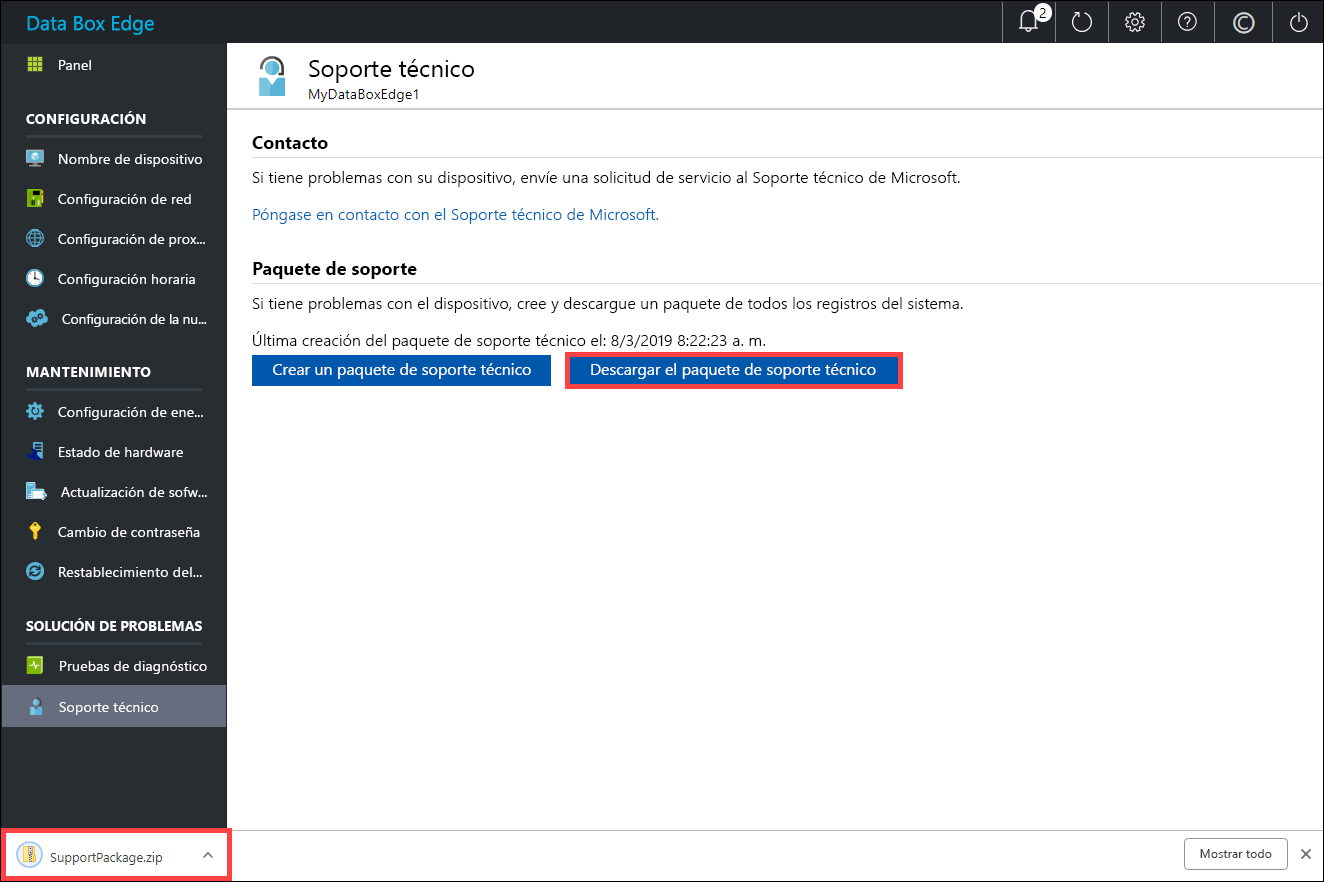 Data Box Edge
2
Panel
Soporte técnico
MyDataBoxEdge1
CONFIGURACIÓN
Nombre de dispositivo
Configuración de red
Configuración de prox...
Configuración horaria
Configuración de la nu...
MANTENIMIENTO
Configuración de ene...
Estado de hardware
Actualización de sofw...
Cambio de contraseña
Restablecimiento del...
SOLUCIÓN DE PROBLEMAS
Pruebas de diagnóstico
Soporte técnico
Contacto
Si tiene problemas con su dispositivo, envíe una solicitud de servicio al Soporte técnico de Microsoft.
Póngase en contacto con el Soporte técnico de Microsoft.
Paquete de soporte
Si tiene problemas con el dispositivo, cree y descargue un paquete de todos los registros del sistema.
Última creación del paquete de soporte técnico el: 8/3/2019 8:22:23 a. m.
Crear un paquete de soporte técnico
Descargar el paquete de soporte técnico
SupportPackage.zip
Mostrar todo